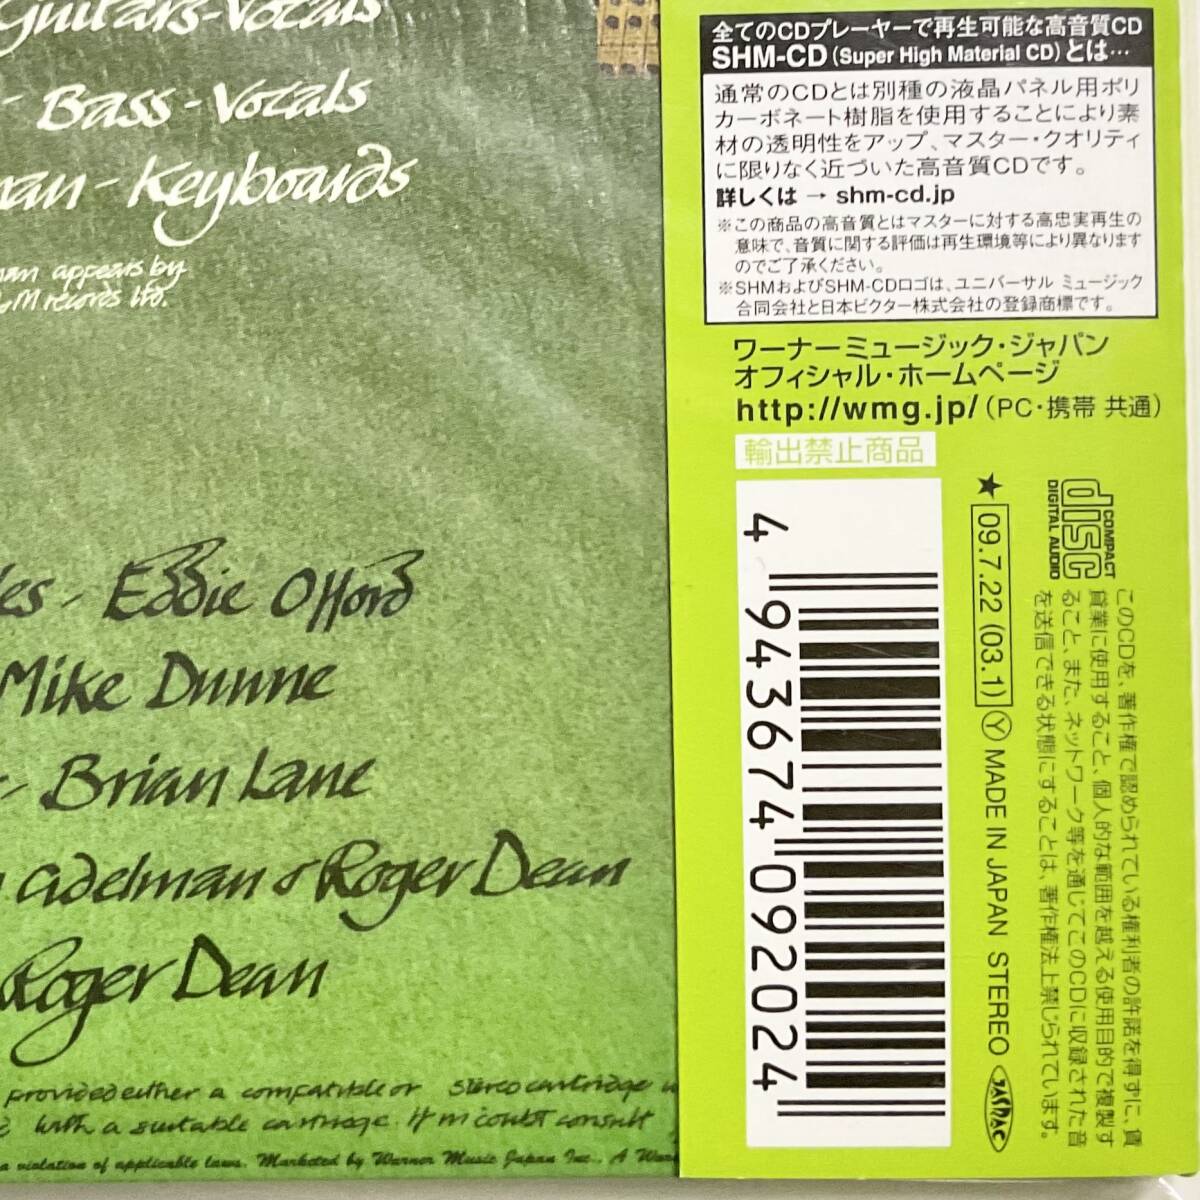 Guitars-Vocals
- Bass-Vocals
man-Keyboards
man appears by
M records ltd.
- Eddie Offord
Mike Dunne
- Brian Lane
Adelman & Roger Dean
Roger Dean
provided either a compatible or stereo cartridge
with a suitable cartridge. If in doubt consult
a violation of applicable laws. Marketed by Warner Music Japan Inc., A
全てのCDプレーヤーで再生可能な高音質CD
SHM-CD (Super High Material CD) とは…
通常のCDとは別種の液晶パネル用ポリ
カーボネート樹脂を使用することにより素
材の透明性をアップ、マスター・クオリティ
に限りなく近づいた高音質CDです。
詳しくは → shm-cd.jp
※この商品の高音質とはマスターに対する高忠実再生の
意味で、音質に関する評価は再生環境等により異なります
のでご了承ください。
※SHMおよびSHM-CDロゴは、ユニバーサル ミュージック
合同会社と日本ビクター株式会社の登録商標です。
ワーナーミュージック・ジャパン
オフィシャル・ホームページ
http://wmg.jp/（PC・携帯 共通）
輸出禁止商品
4 943674 092024
COMPACT
disc
DIGITAL AUDIO
★ 09.7.22 (03.1) Ⓨ MADE IN JAPAN STEREO JASRAC
このCDを、著作権で認められている権利者の許諾を得ずに、賃
貸業に使用すること、個人的な範囲を越える使用目的で複製す
ること、また、ネットワーク等を通じてこのCDに収録された音
を送信できる状態にすることは、著作権法上禁じられています。